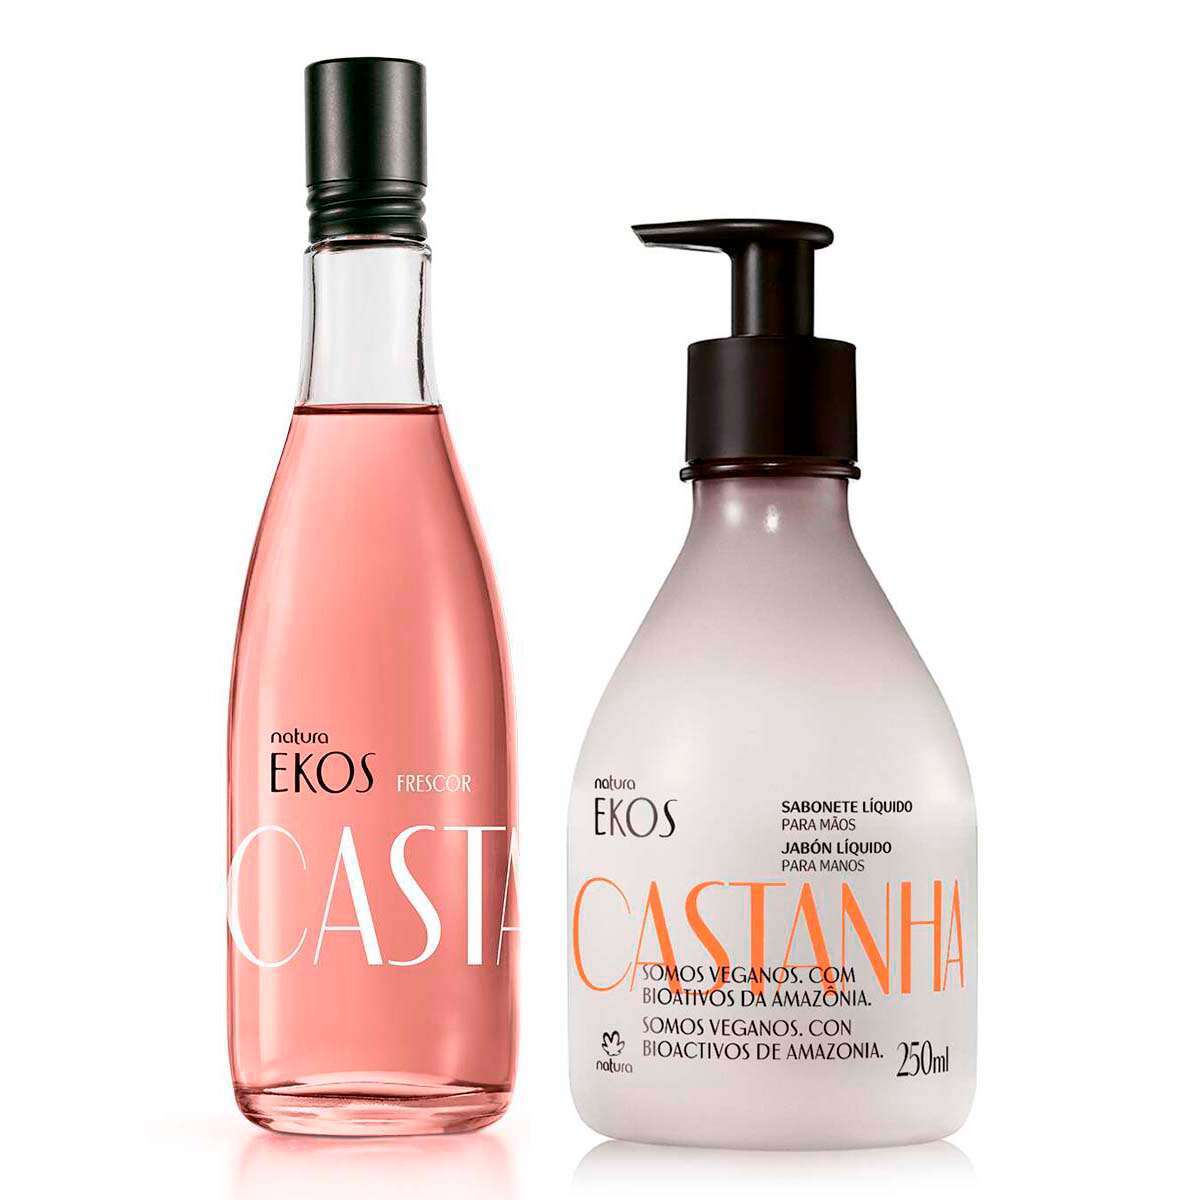 natura
EKOS FRESCOR
CASTA
natura
EKOS
SABONETE LÍQUIDO
PARA MÃOS
JABÓN LÍQUIDO
PARA MANOS
CASTANHA
SOMOS VEGANOS. COM
BIOATIVOS DA AMAZÔNIA.
SOMOS VEGANOS. CON
BIOACTIVOS DE AMAZONIA.
natura
250ml